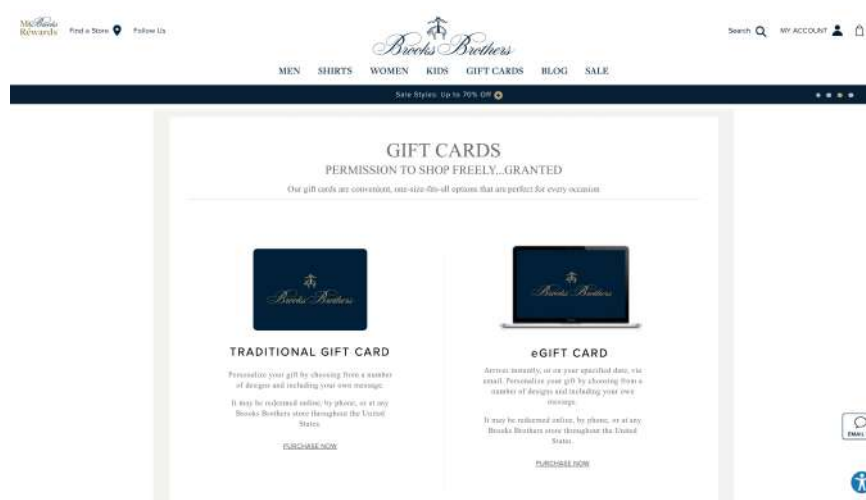 My Brooks
Rewards
Find a Store
Follow Us
Brooks Brothers
Search
MY ACCOUNT
MEN SHIRTS WOMEN KIDS GIFT CARDS BLOG SALE
Sale Styles: Up to 70% Off
GIFT CARDS
PERMISSION TO SHOP FREELY...GRANTED
Our gift cards are convenient, one-size-fits-all options that are perfect for every occasion
Brooks Brothers
TRADITIONAL GIFT CARD
Personalize your gift by choosing from a number
of designs and including your own message.
It may be redeemed online, by phone, or at any
Brooks Brothers store throughout the United
States.
PURCHASE NOW
Brooks Brothers
eGIFT CARD
Arrives instantly, or on your specified date, via
email. Personalize your gift by choosing from a
number of designs and including your own
message.
It may be redeemed online, by phone, or at any
Brooks Brothers store throughout the United
States.
PURCHASE NOW
EMAIL